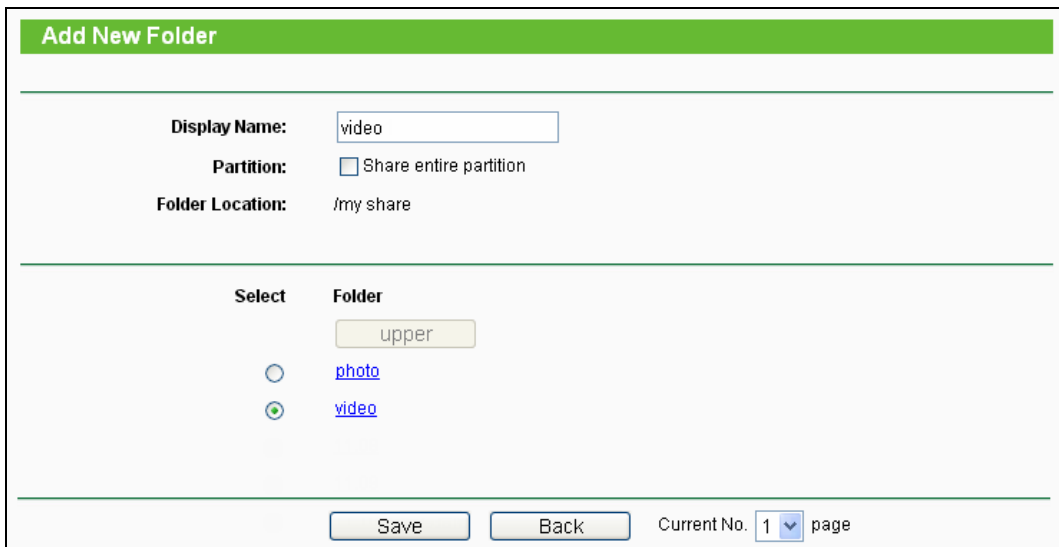 Add New Folder
Display Name: video
Partition: Share entire partition
Folder Location: /my share
Select Folder
upper
photo
video
Save Back Current No. 1 page